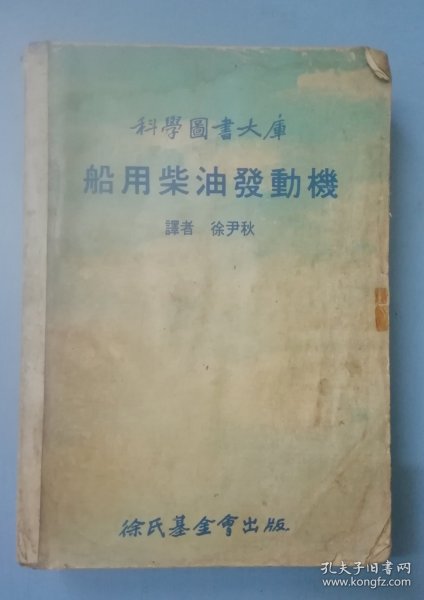 科學圖書大庫
船用柴油發動機
譯者 徐尹秋
徐氏基金會出版
孔夫子旧书网
www.kongfz.com